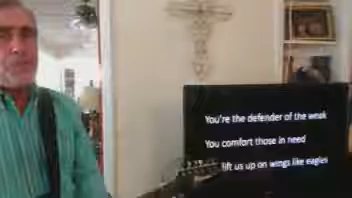 You're the defender of the weak
You comfort those in need
lift us up on wings like eagles